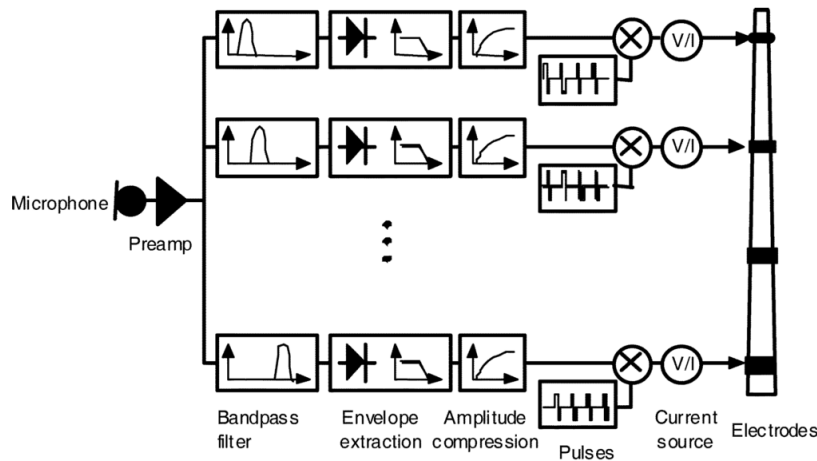 V/I
V/I
Microphone
Preamp
V/I
Bandpass
filter
Envelope
extraction
Amplitude
compression
Pulses
Current
source
Electrodes